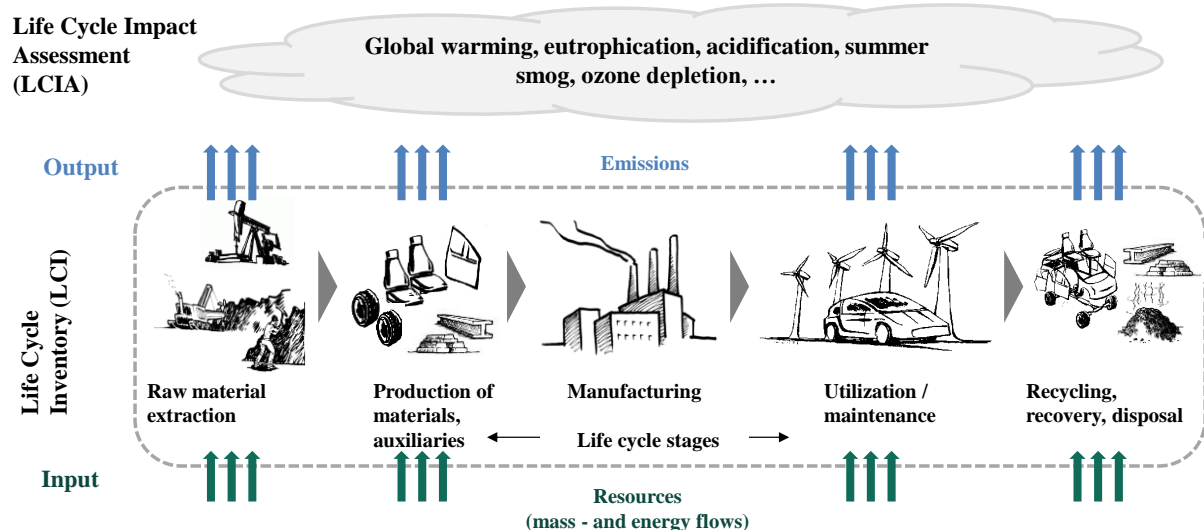 Life Cycle Impact
Assessment
(LCIA)
Global warming, eutrophication, acidification, summer
smog, ozone depletion, …
Output
Emissions
Life Cycle
Inventory (LCI)
Raw material
extraction
Production of
materials,
auxiliaries
Manufacturing
Utilization /
maintenance
Recycling,
recovery, disposal
Life cycle stages
Input
Resources
(mass - and energy flows)